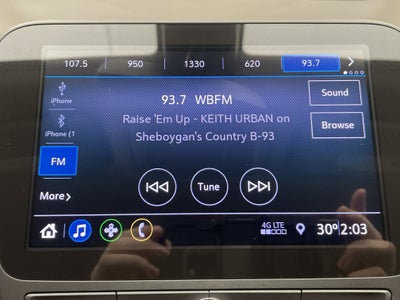 107.5 950 1330 620 93.7
iPhone
93.7 WBFM
Sound
Raise 'Em Up - KEITH URBAN on
Sheboygan's Country B-93
Browse
iPhone (1
FM
Tune
More
4G LTE
30° 2:03